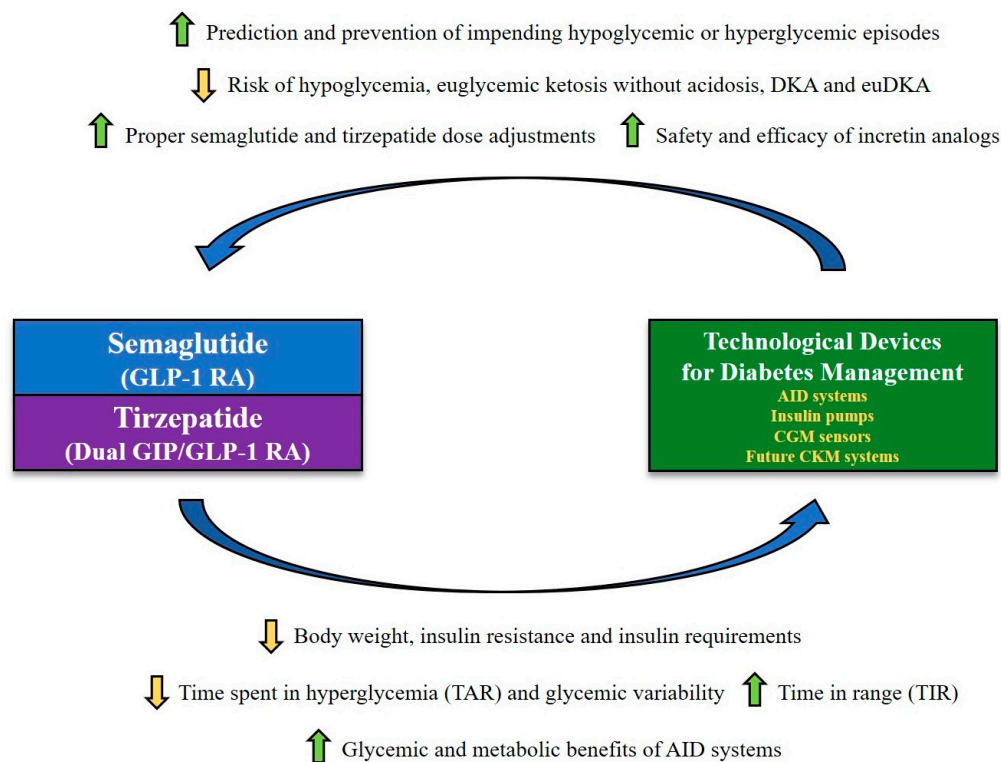 Prediction and prevention of impending hypoglycemic or hyperglycemic episodes
Risk of hypoglycemia, euglycemic ketosis without acidosis, DKA and euDKA
Proper semaglutide and tirzepatide dose adjustments
Safety and efficacy of incretin analogs
Semaglutide
(GLP-1 RA)
Tirzepatide
(Dual GIP/GLP-1 RA)
Technological Devices
for Diabetes Management
AID systems
Insulin pumps
CGM sensors
Future CKM systems
Body weight, insulin resistance and insulin requirements
Time spent in hyperglycemia (TAR) and glycemic variability
Time in range (TIR)
Glycemic and metabolic benefits of AID systems